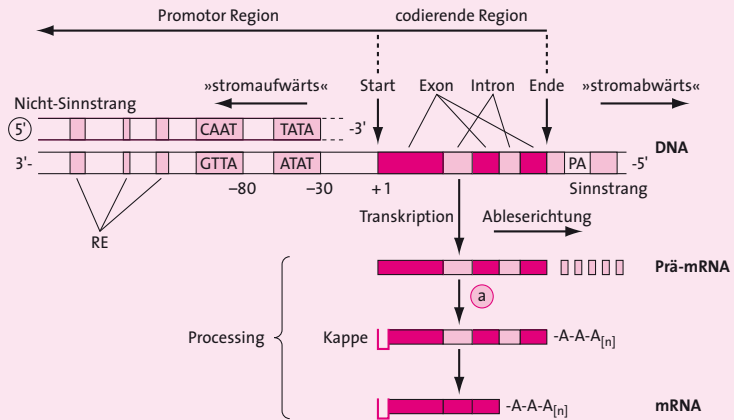 Promotor Region codierende Region
»stromaufwärts« Start Exon Intron Ende »stromabwärts«
Nicht-Sinnstrang
5' CAAT TATA -3'
DNA
3'- GTTA ATAT PA -5'
–80 –30 +1 Sinnstrang
RE
Transkription Ableserichtung
Prä-mRNA
a
Processing Kappe -A-A-A[n]
-A-A-A[n] mRNA